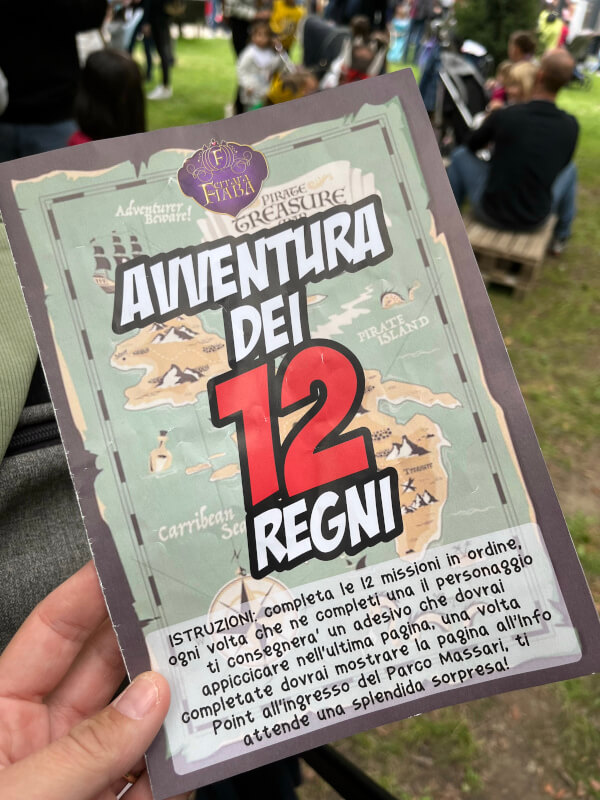 F
FERRARA
FIABA
Adventurer
Beware!
PIRATE
TREASURE
AVVENTURA
DEI
12
REGNI
PIRATE
ISLAND
Treasure
Carribean
Sea
ISTRUZIONI, completa le 12 missioni in ordine,
ogni volta che ne completi una il personaggio
ti consegnera' un adesivo che dovrai
appicciccare nell'ultima pagina, una volta
completate dovrai mostrare la pagina all'Info
Point all'ingresso del Parco Massari, ti
attende una splendida sorpresa!